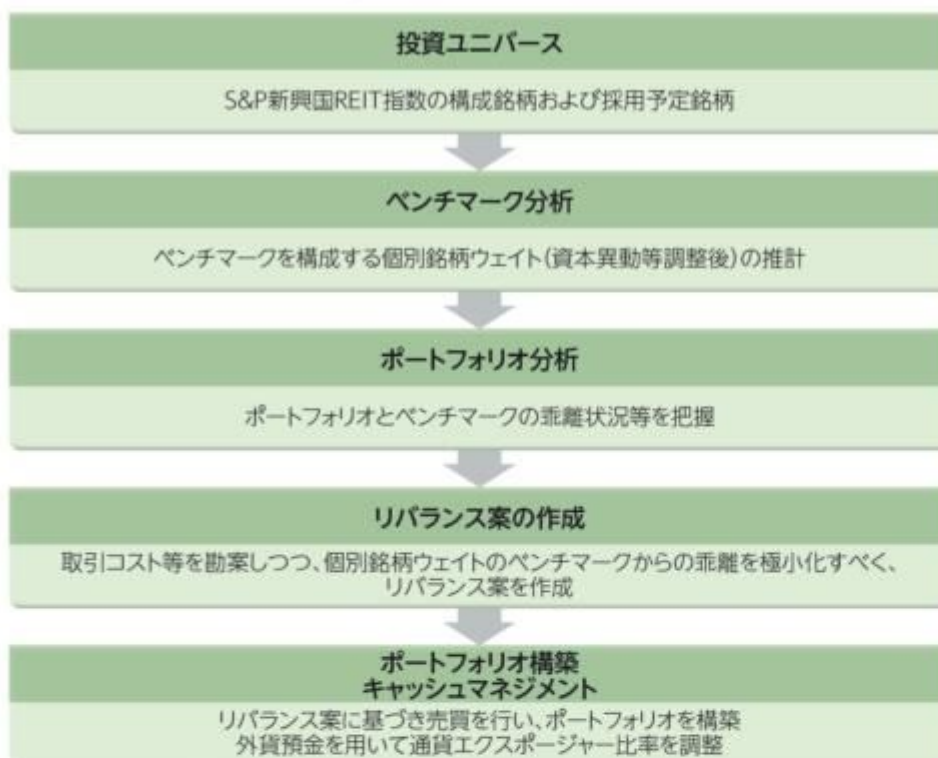 投資ユニバース
S&P新興国REIT指数の構成銘柄および採用予定銘柄
ベンチマーク分析
ベンチマークを構成する個別銘柄ウェイト(資本異動等調整後)の推計
ポートフォリオ分析
ポートフォリオとベンチマークの乖離状況等を把握
リバランス案の作成
取引コスト等を勘案しつつ、個別銘柄ウェイトのベンチマークからの乖離を極小化すべく、
リバランス案を作成
ポートフォリオ構築
キャッシュマネジメント
リバランス案に基づき売買を行い、ポートフォリオを構築
外貨預金を用いて通貨エクスポージャー比率を調整